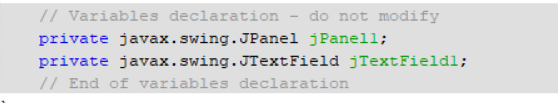 // Variables declaration - do not modify
private javax.swing.JPanel jPanel1;
private javax.swing.JTextField jTextField1;
// End of variables declaration